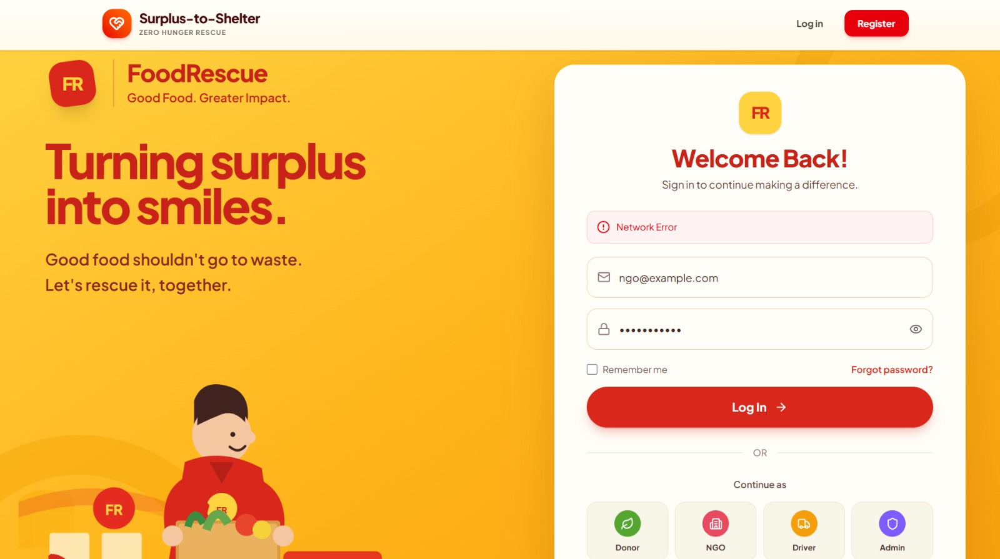 Surplus-to-Shelter
ZERO HUNGER RESCUE
Log in
Register
FR
FoodRescue
Good Food. Greater Impact.
Turning surplus
into smiles.
Good food shouldn't go to waste.
Let's rescue it, together.
FR
FR
FR
Welcome Back!
Sign in to continue making a difference.
Network Error
ngo@example.com
Remember me
Forgot password?
Log In
OR
Continue as
Donor
NGO
Driver
Admin